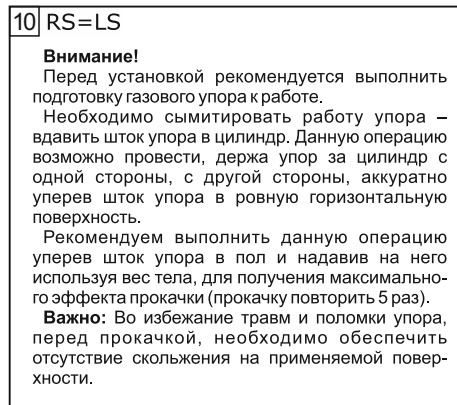 10 RS=LS
Внимание!
Перед установкой рекомендуется выполнить
подготовку газового упора к работе.
Необходимо сымитировать работу упора –
вдавить шток упора в цилиндр. Данную операцию
возможно провести, держа упор за цилиндр с
одной стороны, с другой стороны, аккуратно
уперев шток упора в ровную горизонтальную
поверхность.
Рекомендуем выполнить данную операцию
уперев шток упора в пол и надавив на него
используя вес тела, для получения максимально-
го эффекта прокачки (прокачку повторить 5 раз).
Важно: Во избежание травм и поломки упора,
перед прокачкой, необходимо обеспечить
отсутствие скольжения на применяемой повер-
хности.